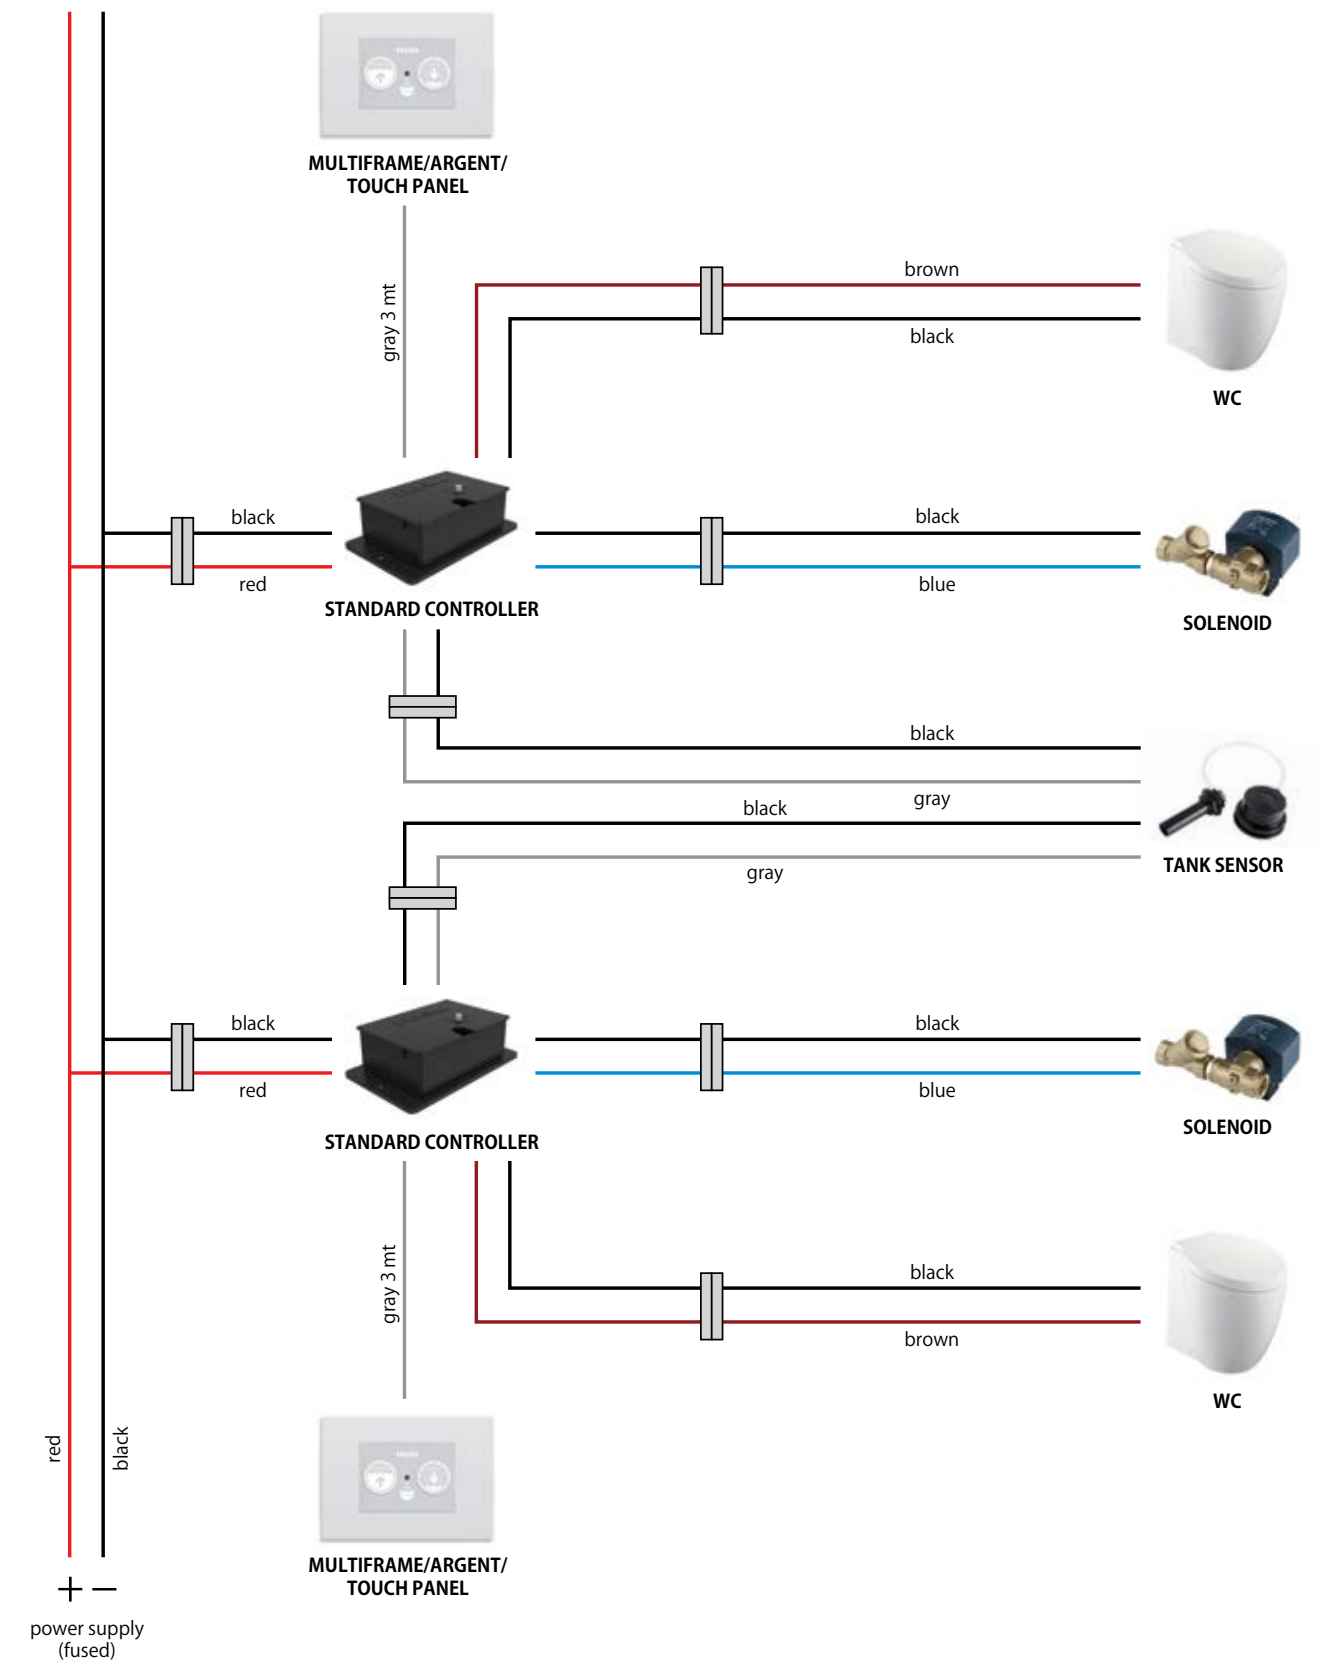 MULTIFRAME/ARGENT/
TOUCH PANEL
gray 3 mt
brown
black
WC
black
red
STANDARD CONTROLLER
black
blue
SOLENOID
black
gray
black
gray
TANK SENSOR
black
red
STANDARD CONTROLLER
black
blue
SOLENOID
gray 3 mt
black
brown
WC
red
black
MULTIFRAME/ARGENT/
TOUCH PANEL
+ −
power supply
(fused)